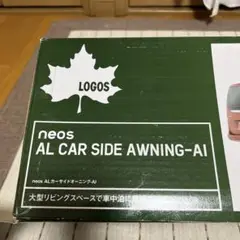 LOGOS
neos
AL CAR SIDE AWNING-AI
neos ALカーサイドオーニング-AI
大型リビングスペースで車中泊に